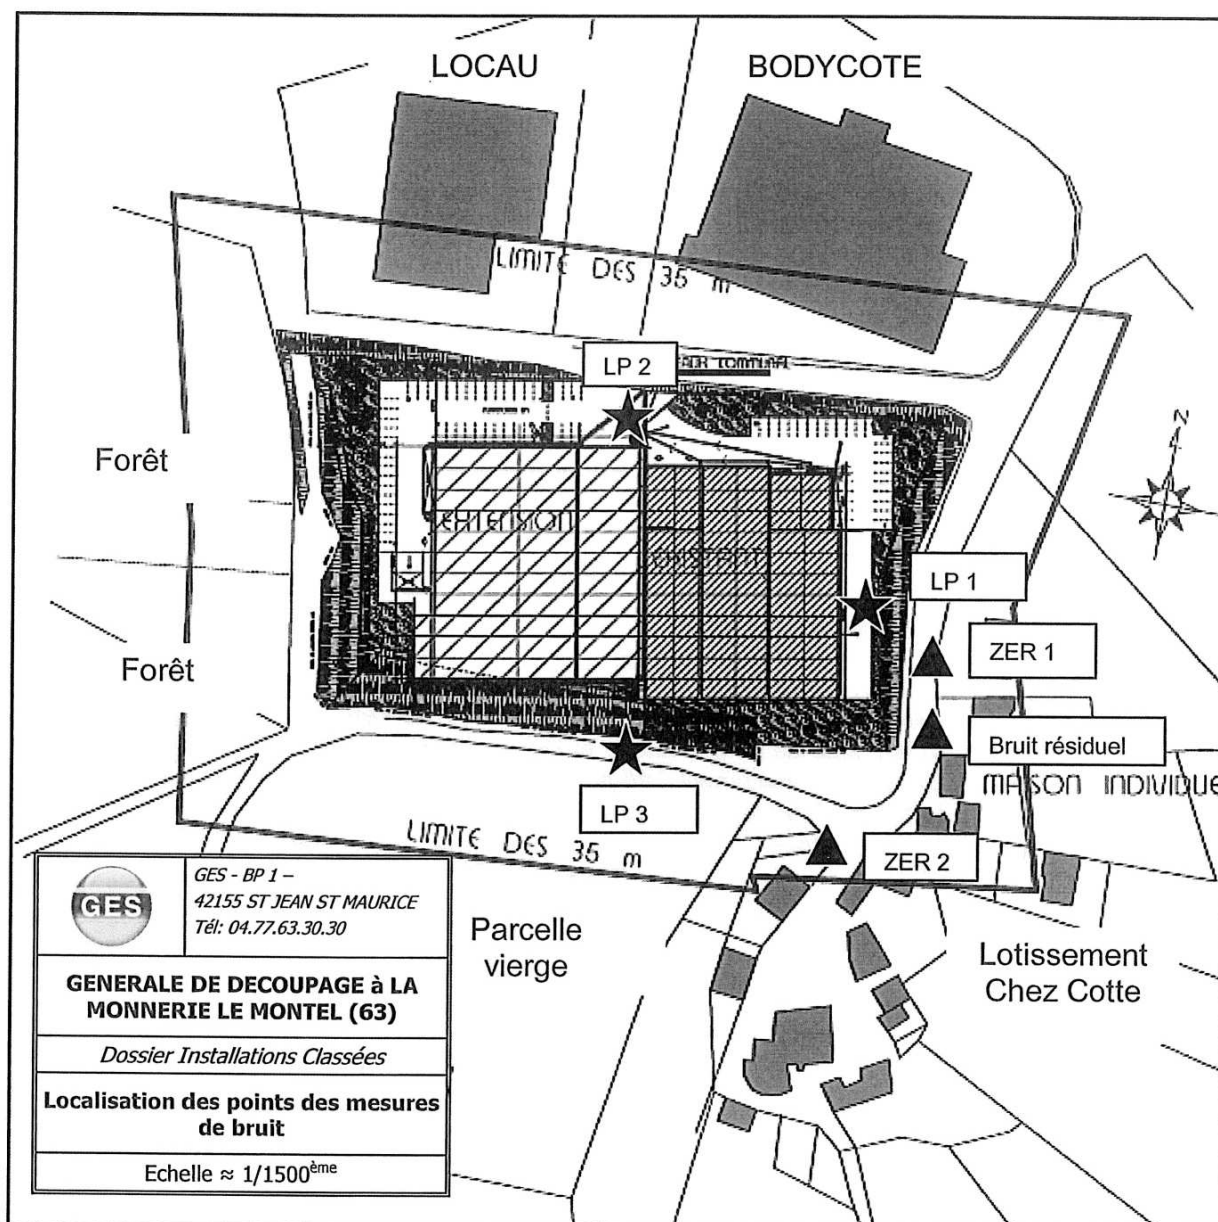 LOCAU
BODYCOTE
LIMITE DES 35 m
LP 2
Forêt
EXTENSION
N
LP 1
ZER 1
Forêt
Bruit résiduel
MAISON INDIVIDUE
LP 3
LIMITE DES 35 m
ZER 2
GES
GES - BP 1 –
42155 ST JEAN ST MAURICE
Tél: 04.77.63.30.30
Parcelle
vierge
Lotissement
Chez Cotte
GENERALE DE DECOUPAGE à LA
MONNERIE LE MONTEL (63)
Dossier Installations Classées
Localisation des points des mesures
de bruit
Echelle ≈ 1/1500ème